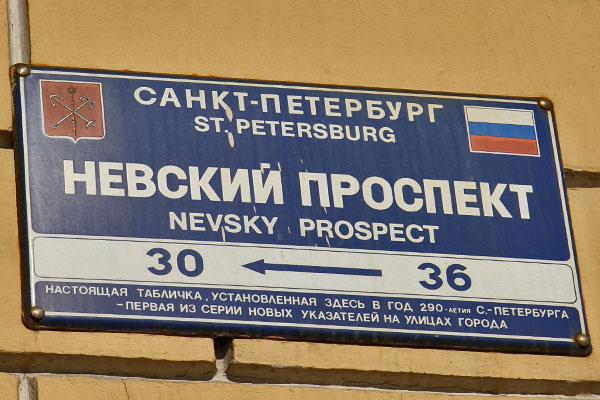 САНКТ-ПЕТЕРБУРГ
ST. PETERSBURG
НЕВСКИЙ ПРОСПЕКТ
NEVSKY PROSPECT
30 ← 36
НАСТОЯЩАЯ ТАБЛИЧКА, УСТАНОВЛЕННАЯ ЗДЕСЬ В ГОД 290-ЛЕТИЯ С.-ПЕТЕРБУРГА
-ПЕРВАЯ ИЗ СЕРИИ НОВЫХ УКАЗАТЕЛЕЙ НА УЛИЦАХ ГОРОДА